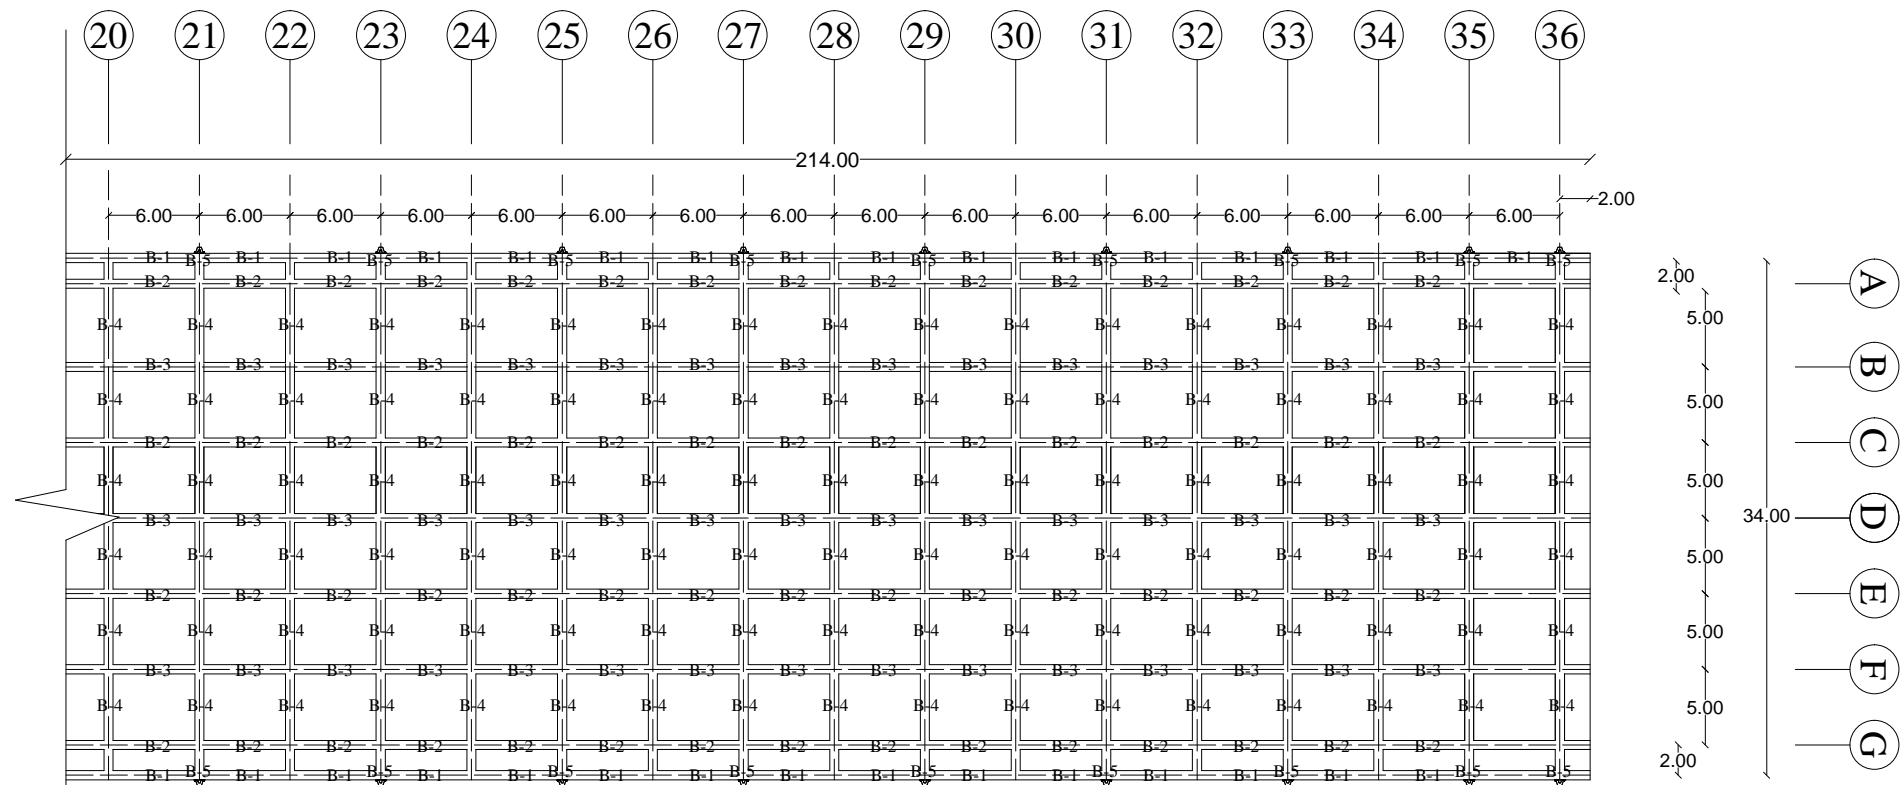 20 21 22 23 24 25 26 27 28 29 30 31 32 33 34 35 36
214.00
2.00
6.00 6.00 6.00 6.00 6.00 6.00 6.00 6.00 6.00 6.00 6.00 6.00 6.00 6.00 6.00 6.00
B-1 B-1 B-1 B-1 B-1 B-1 B-1 B-1 B-1 B-1 B-1 B-1 B-1 B-1 B-1 B-1
B-5 B-5 B-5 B-5 B-5 B-5 B-5 B-5 B-5
2.00
B-2 B-2 B-2 B-2 B-2 B-2 B-2 B-2 B-2 B-2 B-2 B-2 B-2 B-2 B-2
A
5.00
B-4 B-4 B-4 B-4 B-4 B-4 B-4 B-4 B-4 B-4 B-4 B-4 B-4 B-4 B-4 B-4 B-4
B-3 B-3 B-3 B-3 B-3 B-3 B-3 B-3 B-3 B-3 B-3 B-3 B-3 B-3 B-3
B
B-4 B-4 B-4 B-4 B-4 B-4 B-4 B-4 B-4 B-4 B-4 B-4 B-4 B-4 B-4 B-4 B-4
5.00
B-2 B-2 B-2 B-2 B-2 B-2 B-2 B-2 B-2 B-2 B-2 B-2 B-2 B-2 B-2
C
B-4 B-4 B-4 B-4 B-4 B-4 B-4 B-4 B-4 B-4 B-4 B-4 B-4 B-4 B-4 B-4 B-4
5.00
B-3 B-3 B-3 B-3 B-3 B-3 B-3 B-3 B-3 B-3 B-3 B-3 B-3 B-3 B-3
34.00
D
B-4 B-4 B-4 B-4 B-4 B-4 B-4 B-4 B-4 B-4 B-4 B-4 B-4 B-4 B-4 B-4 B-4
5.00
B-2 B-2 B-2 B-2 B-2 B-2 B-2 B-2 B-2 B-2 B-2 B-2 B-2 B-2 B-2
E
B-4 B-4 B-4 B-4 B-4 B-4 B-4 B-4 B-4 B-4 B-4 B-4 B-4 B-4 B-4 B-4 B-4
5.00
B-3 B-3 B-3 B-3 B-3 B-3 B-3 B-3 B-3 B-3 B-3 B-3 B-3 B-3 B-3
F
B-4 B-4 B-4 B-4 B-4 B-4 B-4 B-4 B-4 B-4 B-4 B-4 B-4 B-4 B-4 B-4 B-4
5.00
B-2 B-2 B-2 B-2 B-2 B-2 B-2 B-2 B-2 B-2 B-2 B-2 B-2 B-2 B-2
G
2.00
B-5 B-5 B-5 B-5 B-5 B-5 B-5 B-5 B-5
B-1 B-1 B-1 B-1 B-1 B-1 B-1 B-1 B-1 B-1 B-1 B-1 B-1 B-1 B-1